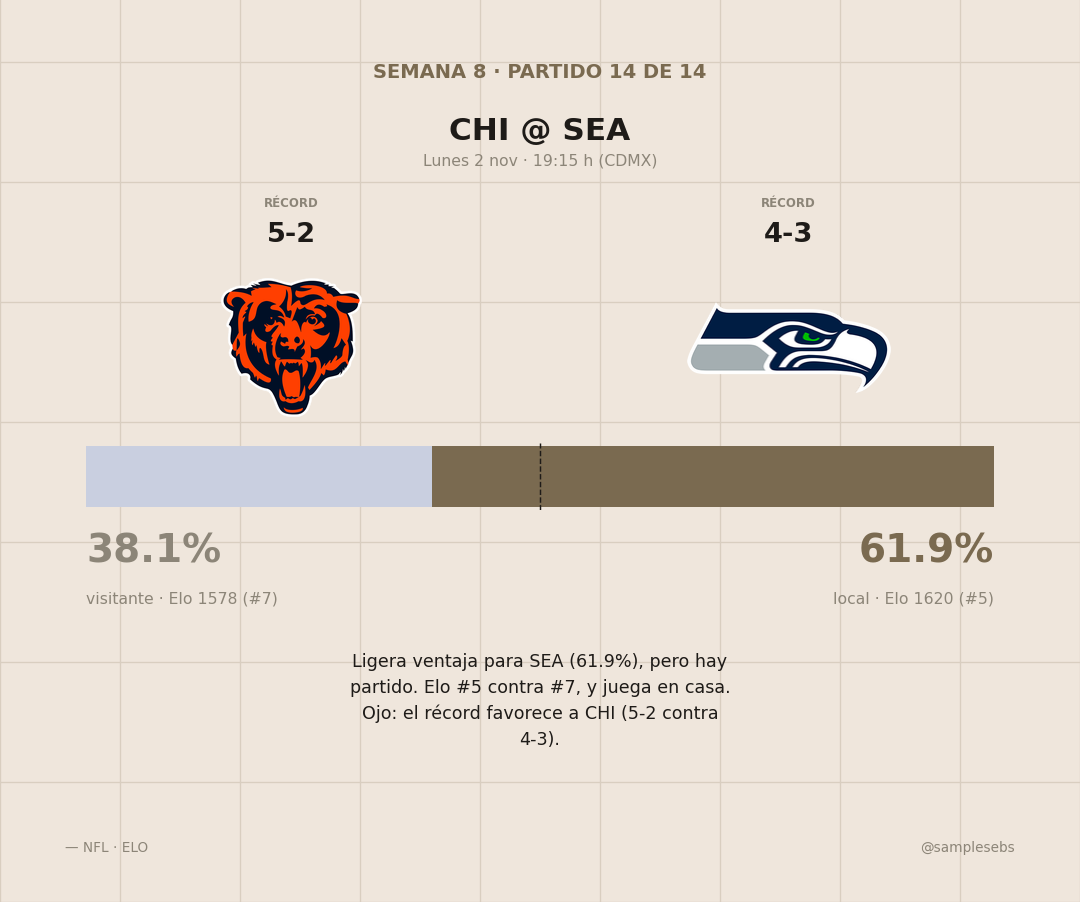 SEMANA 8 · PARTIDO 14 DE 14
CHI @ SEA
Lunes 2 nov · 19:15 h (CDMX)
RÉCORD
5-2
RÉCORD
4-3
38.1%
61.9%
visitante · Elo 1578 (#7)
local · Elo 1620 (#5)
Ligera ventaja para SEA (61.9%), pero hay
partido. Elo #5 contra #7, y juega en casa.
Ojo: el récord favorece a CHI (5-2 contra
4-3).
— NFL · ELO
@samplesebs